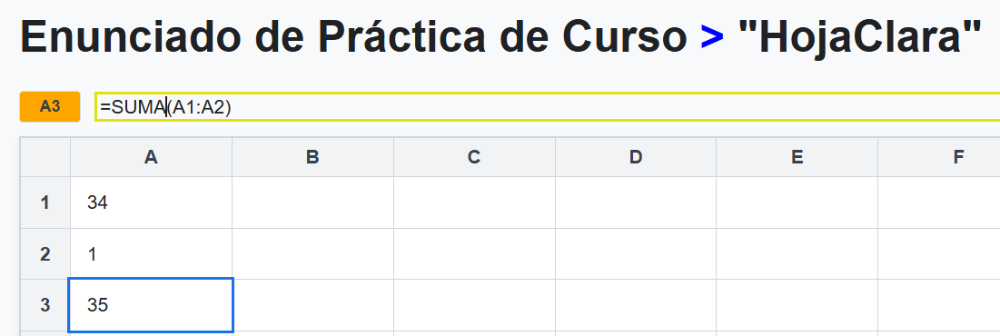 Enunciado de Práctica de Curso > "HojaClara"
A3 =SUMA(A1:A2)
A B C D E F
1 34
2 1
3 35